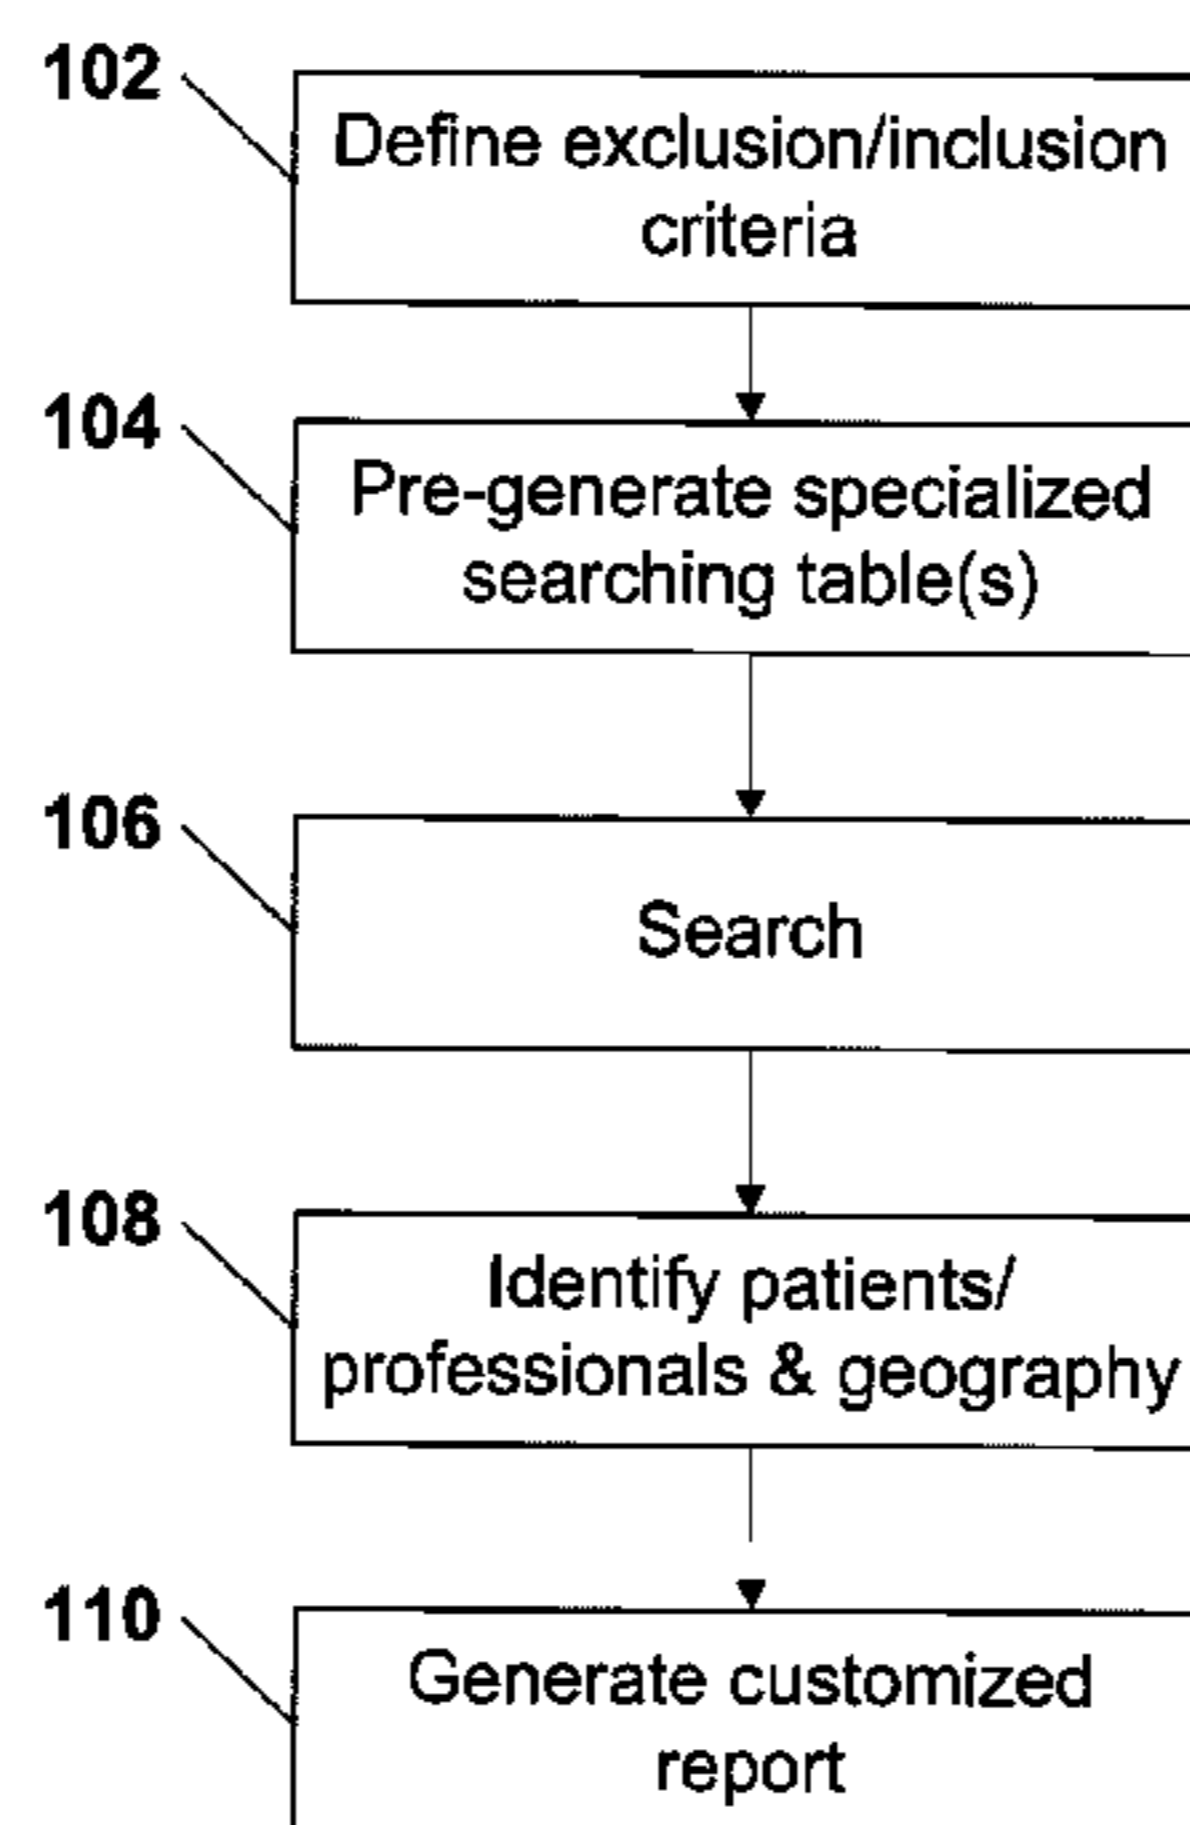 102
Define exclusion/inclusion
criteria
104
Pre-generate specialized
searching table(s)
106
Search
108
Identify patients/
professionals & geography
110
Generate customized
report